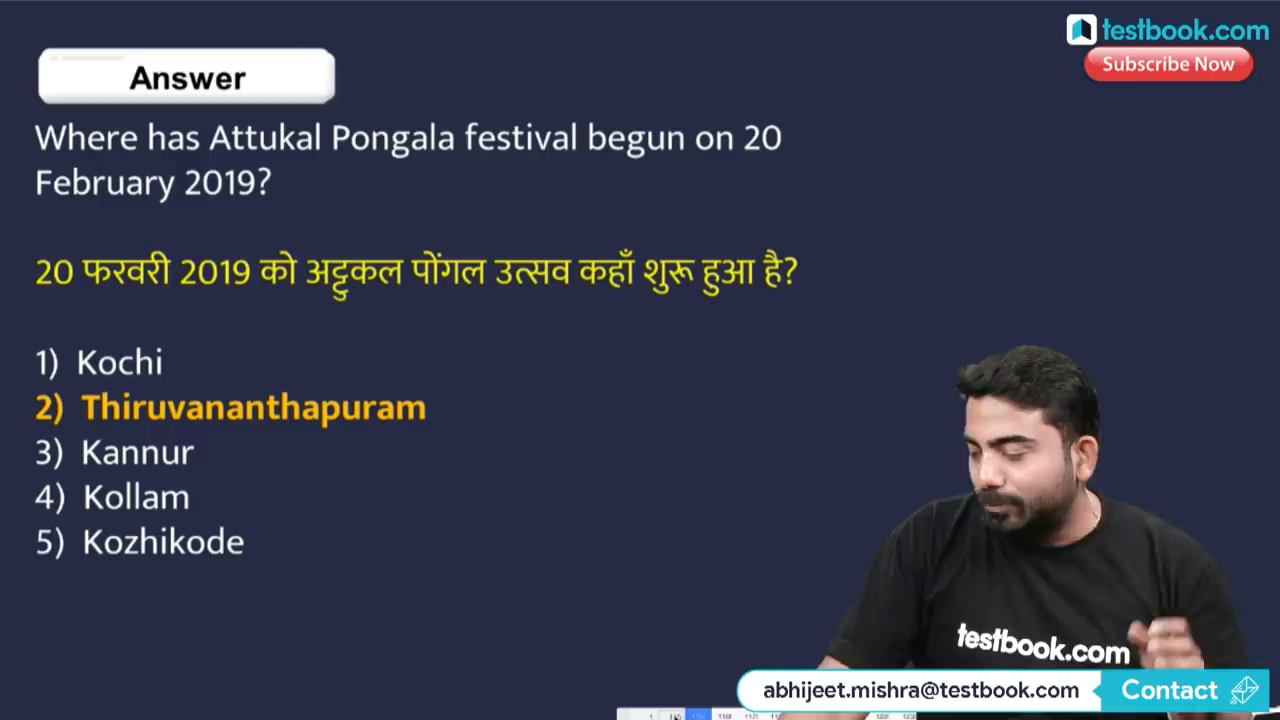 testbook.com
Subscribe Now
Answer
Where has Attukal Pongala festival begun on 20
February 2019?
20 फरवरी 2019 को अट्टुकल पोंगल उत्सव कहाँ शुरू हुआ है?
1) Kochi
2) Thiruvananthapuram
3) Kannur
4) Kollam
5) Kozhikode
testbook.com
abhijeet.mishra@testbook.com Contact